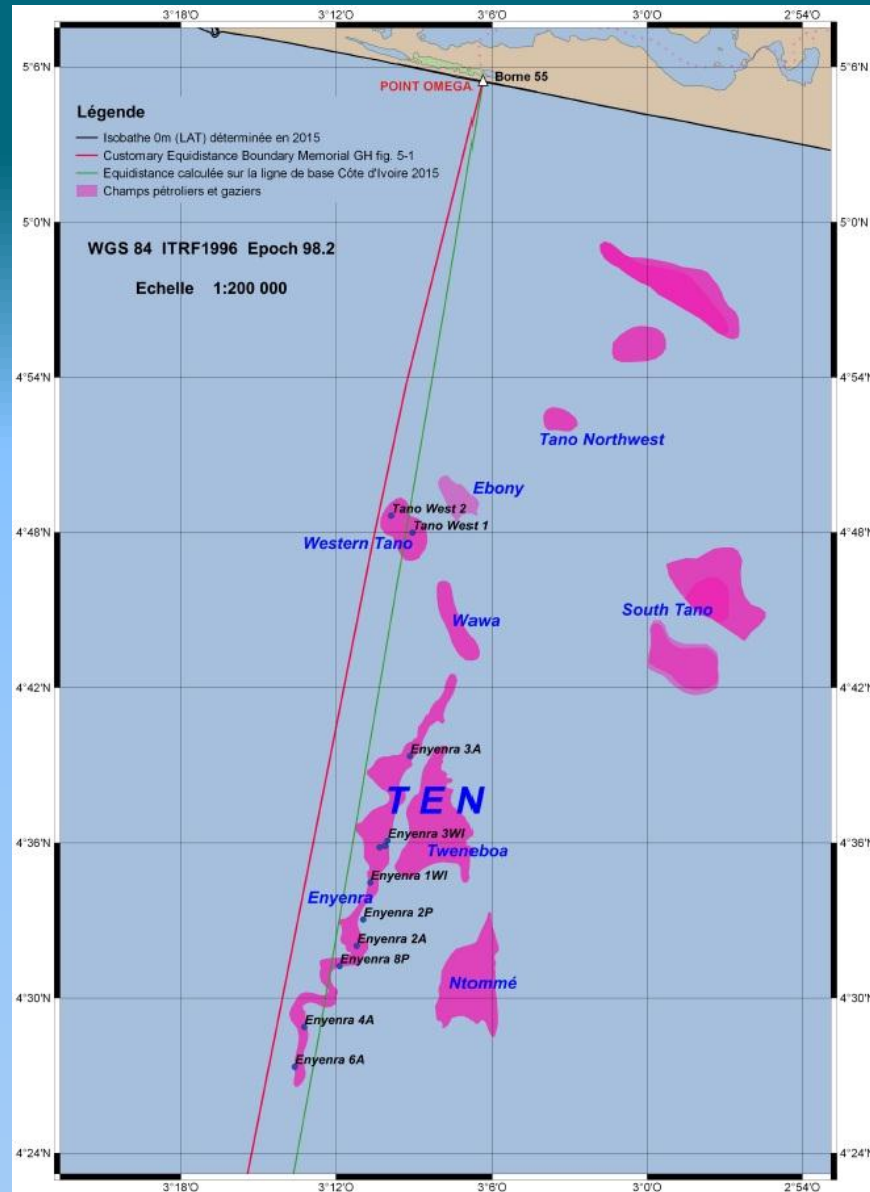 3°18'O 3°12'O 3°6'O 3°0'O 2°54'O
5°6'N 5°6'N
Borne 55
POINT OMEGA
Légende
Isobathe 0m (LAT) déterminée en 2015
Customary Equidistance Boundary Memorial GH fig. 5-1
Equidistance calculée sur la ligne de base Côte d'Ivoire 2015
Champs pétroliers et gaziers
5°0'N 5°0'N
WGS 84 ITRF1996 Epoch 98.2
Echelle 1:200 000
4°54'N 4°54'N
Tano Northwest
Ebony
Tano West 2
Tano West 1
4°48'N 4°48'N
Western Tano
South Tano
Wawa
4°42'N 4°42'N
Enyenra 3A
TEN
Enyenra 3WI
4°36'N 4°36'N
Tweneboa
Enyenra 1WI
Enyenra
Enyenra 2P
Enyenra 2A
Enyenra 8P
Ntommé
4°30'N 4°30'N
Enyenra 4A
Enyenra 6A
4°24'N 4°24'N
3°18'O 3°12'O 3°6'O 3°0'O 2°54'O